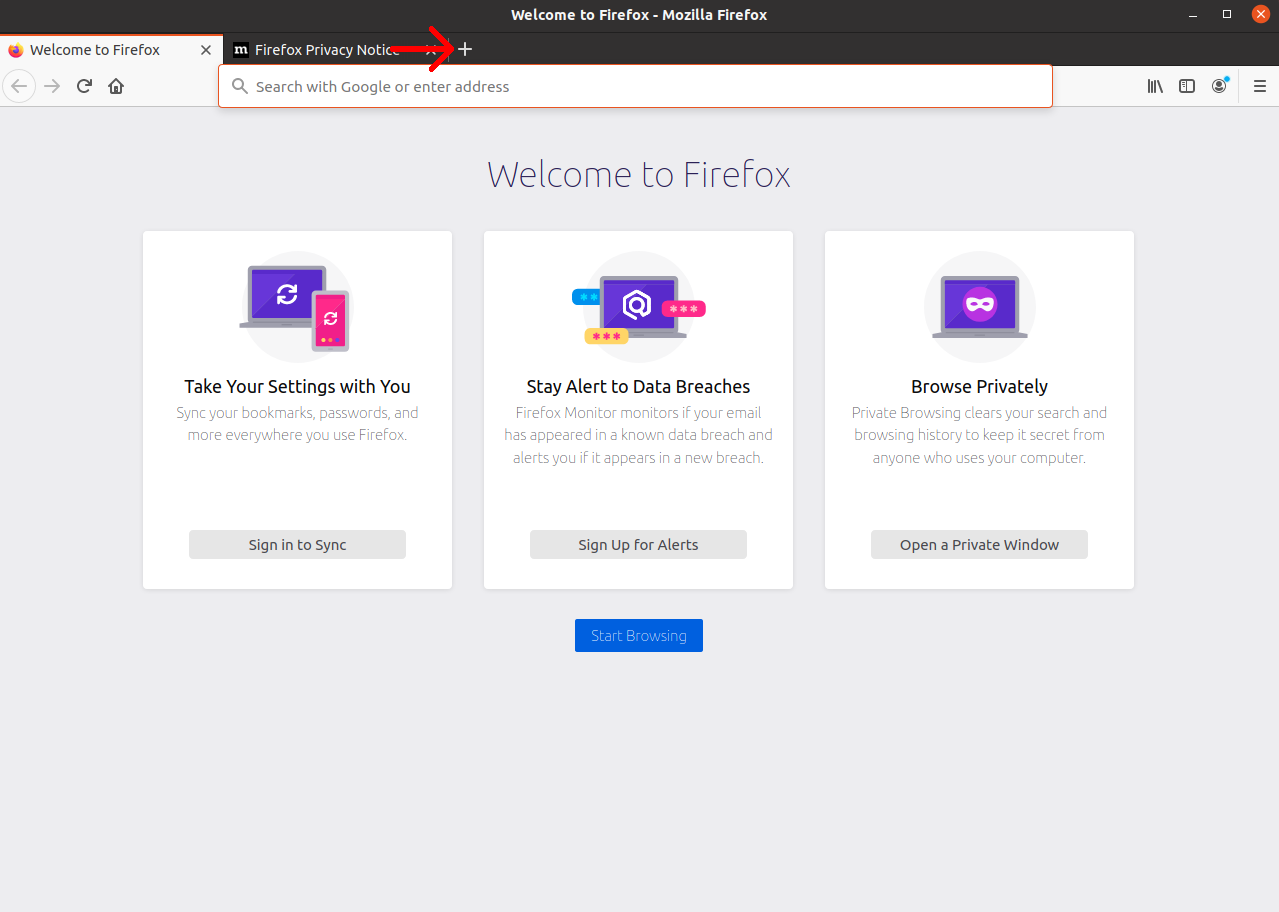 Welcome to Firefox - Mozilla Firefox
Welcome to Firefox
m Firefox Privacy Notice
Search with Google or enter address
Welcome to Firefox
Take Your Settings with You
Sync your bookmarks, passwords, and
more everywhere you use Firefox.
Sign in to Sync
Stay Alert to Data Breaches
Firefox Monitor monitors if your email
has appeared in a known data breach and
alerts you if it appears in a new breach.
Sign Up for Alerts
Browse Privately
Private Browsing clears your search and
browsing history to keep it secret from
anyone who uses your computer.
Open a Private Window
Start Browsing